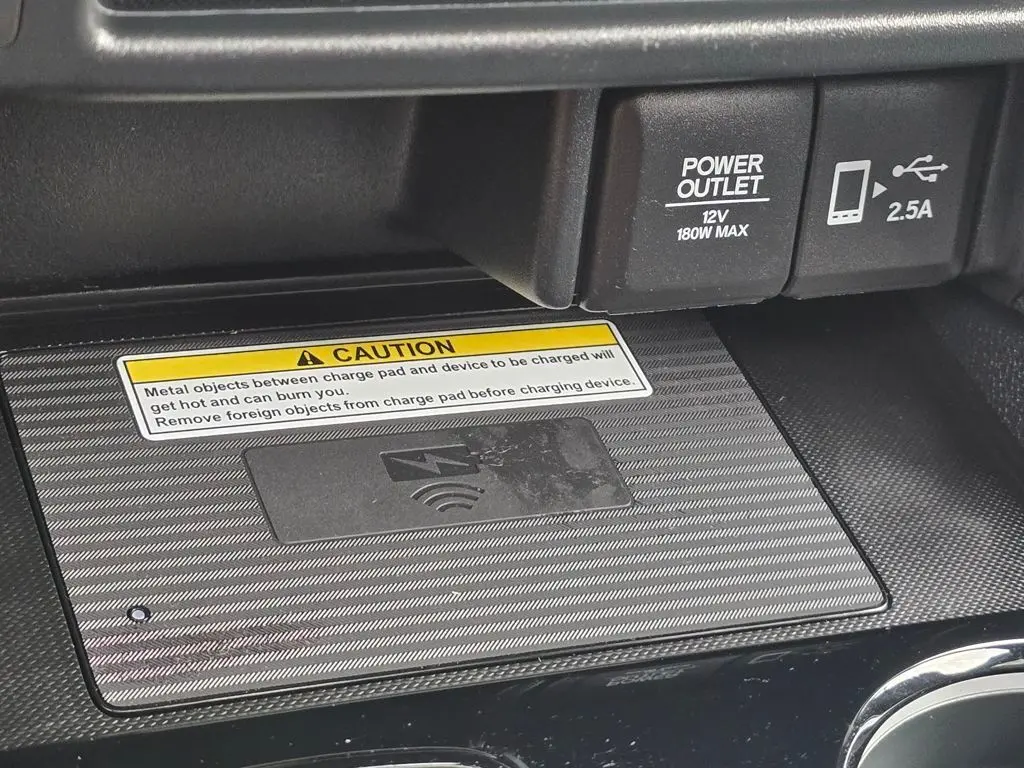 POWER
OUTLET
12V
180W MAX
2.5A
CAUTION
Metal objects between charge pad and device to be charged will
get hot and can burn you.
Remove foreign objects from charge pad before charging device.